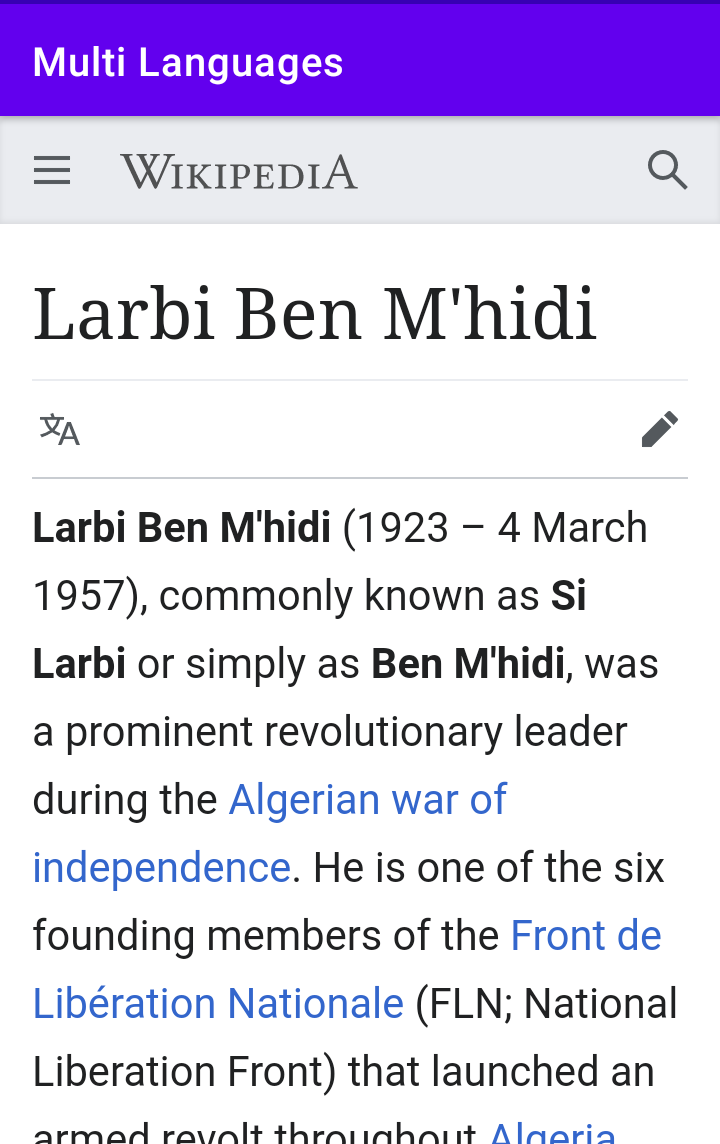 Multi Languages
WIKIPEDIA
Larbi Ben M'hidi
文A
Larbi Ben M'hidi (1923 – 4 March
1957), commonly known as Si
Larbi or simply as Ben M'hidi, was
a prominent revolutionary leader
during the Algerian war of
independence. He is one of the six
founding members of the Front de
Libération Nationale (FLN; National
Liberation Front) that launched an
armed revolt throughout Algeria